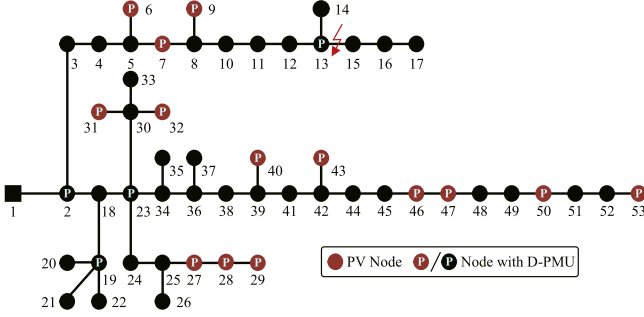 P 6 P 9 14
P
3 4 5 7 8 10 11 12 13 15 16 17
33
P P
31 30 32
35 37 P 40 P 43
P P P P P P
1 2 18 23 34 36 38 39 41 42 44 45 46 47 48 49 50 51 52 53
20 P P P P
19 24 25 27 28 29
21 22 26
PV Node P / P Node with D-PMU